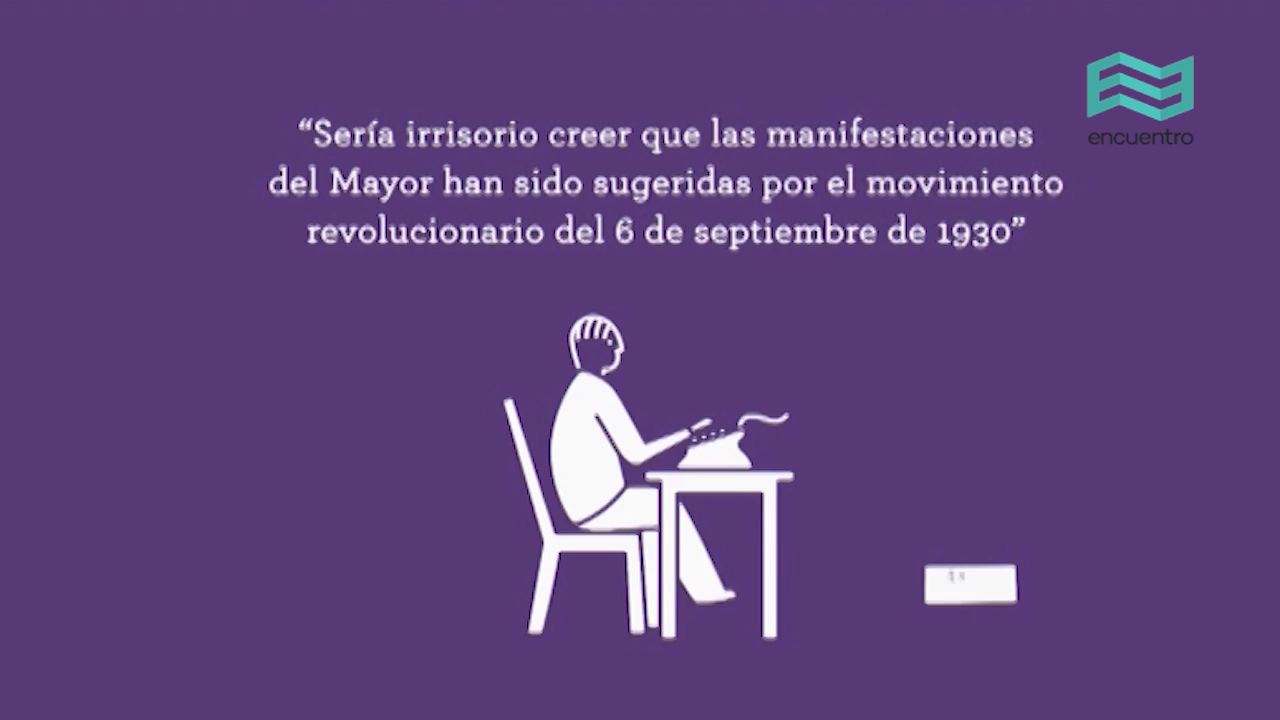 “Sería irrisorio creer que las manifestaciones
del Mayor han sido sugeridas por el movimiento
revolucionario del 6 de septiembre de 1930”
encuentro